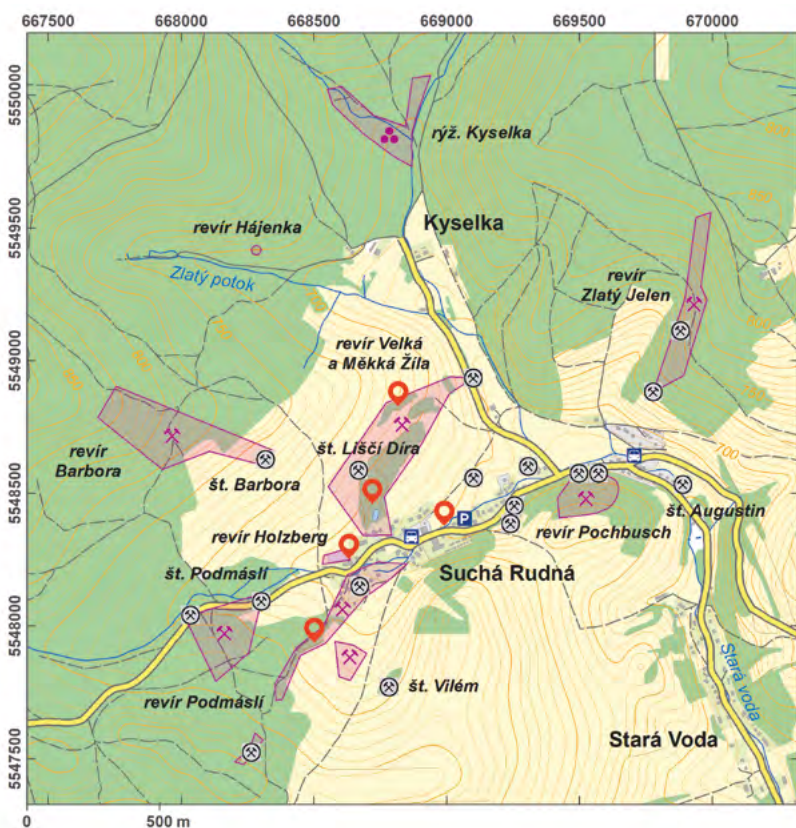 667500 668000 668500 669000 669500 670000
5550000
5549500
5549000
5548500
5548000
5547500
rýž. Kyselka
Kyselka
revír Hájenka
Zlatý potok
revír
Zlatý Jelen
revír Velká
a Měkká Žíla
revír
Barbora
št. Barbora
št. Liščí Díra
700
P
revír Holzberg
revír Pochbusch
št. Augustin
št. Podmáslí
Suchá Rudná
revír Podmáslí
št. Vilém
Stará voda
Stará Voda
0 500 m